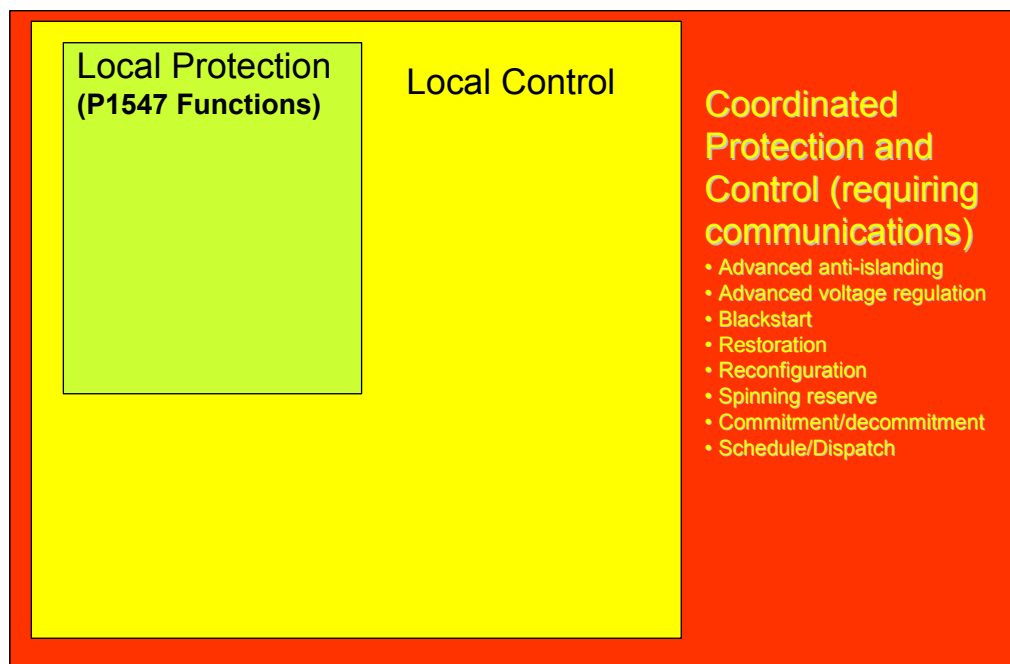 Local Protection
(P1547 Functions)
Local Control
Coordinated
Protection and
Control (requiring
communications)
• Advanced anti-islanding
• Advanced voltage regulation
• Blackstart
• Restoration
• Reconfiguration
• Spinning reserve
• Commitment/decommitment
• Schedule/Dispatch